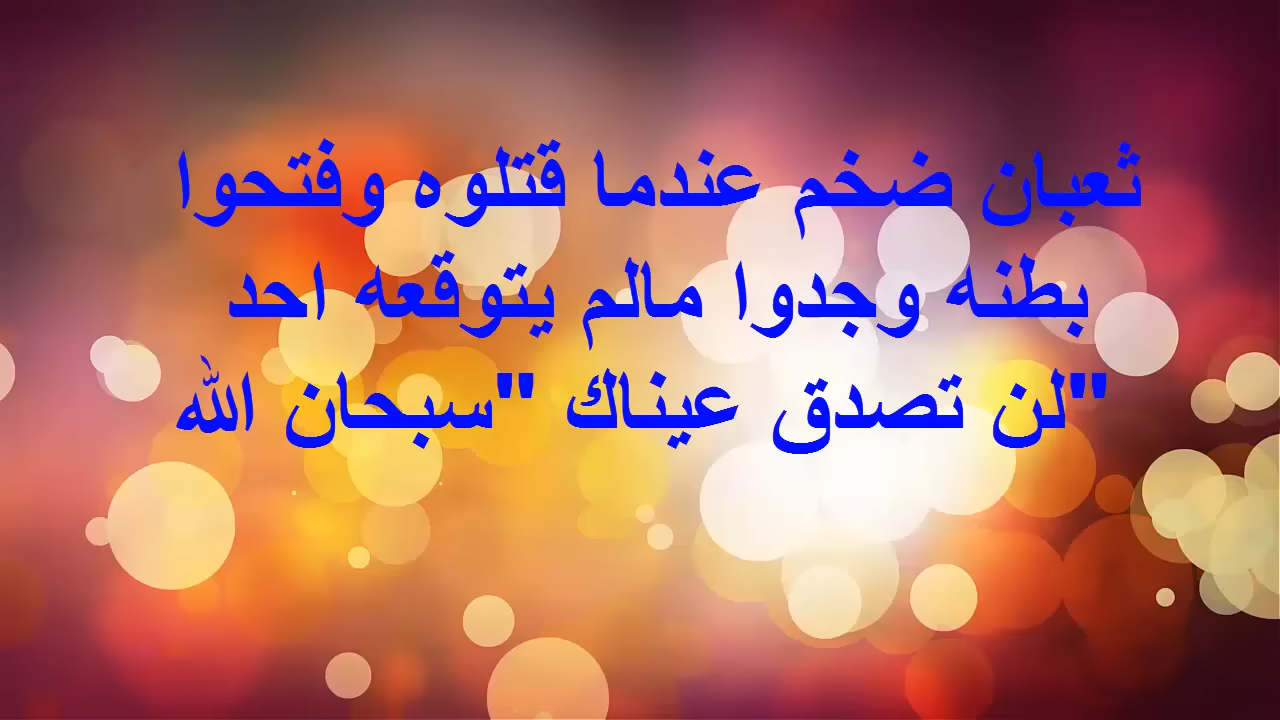 ثعبان ضخم عندما قتلوه وفتحوا
بطنه وجدوا مالم يتوقعه احد
"لن تصدق عيناك "سبحان الله